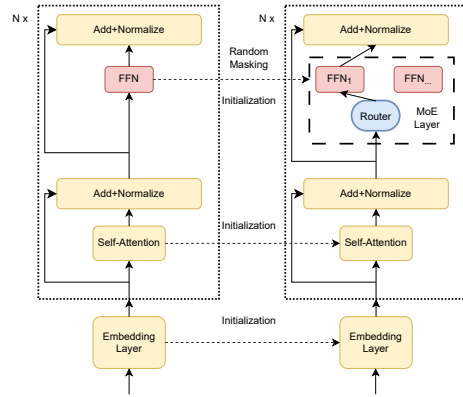 N x
Add+Normalize
FFN
Add+Normalize
Self-Attention
Embedding
Layer
Random
Masking
Initialization
Initialization
Initialization
N x
Add+Normalize
FFN1
FFN...
Router
MoE
Layer
Add+Normalize
Self-Attention
Embedding
Layer